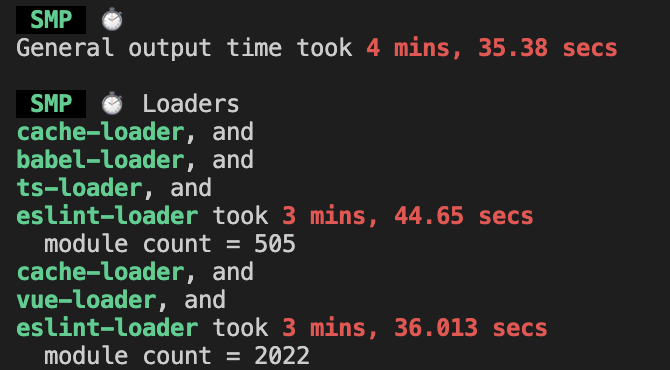 SMP ⏱
General output time took 4 mins, 35.38 secs
SMP ⏱ Loaders
cache-loader, and
babel-loader, and
ts-loader, and
eslint-loader took 3 mins, 44.65 secs
module count = 505
cache-loader, and
vue-loader, and
eslint-loader took 3 mins, 36.013 secs
module count = 2022